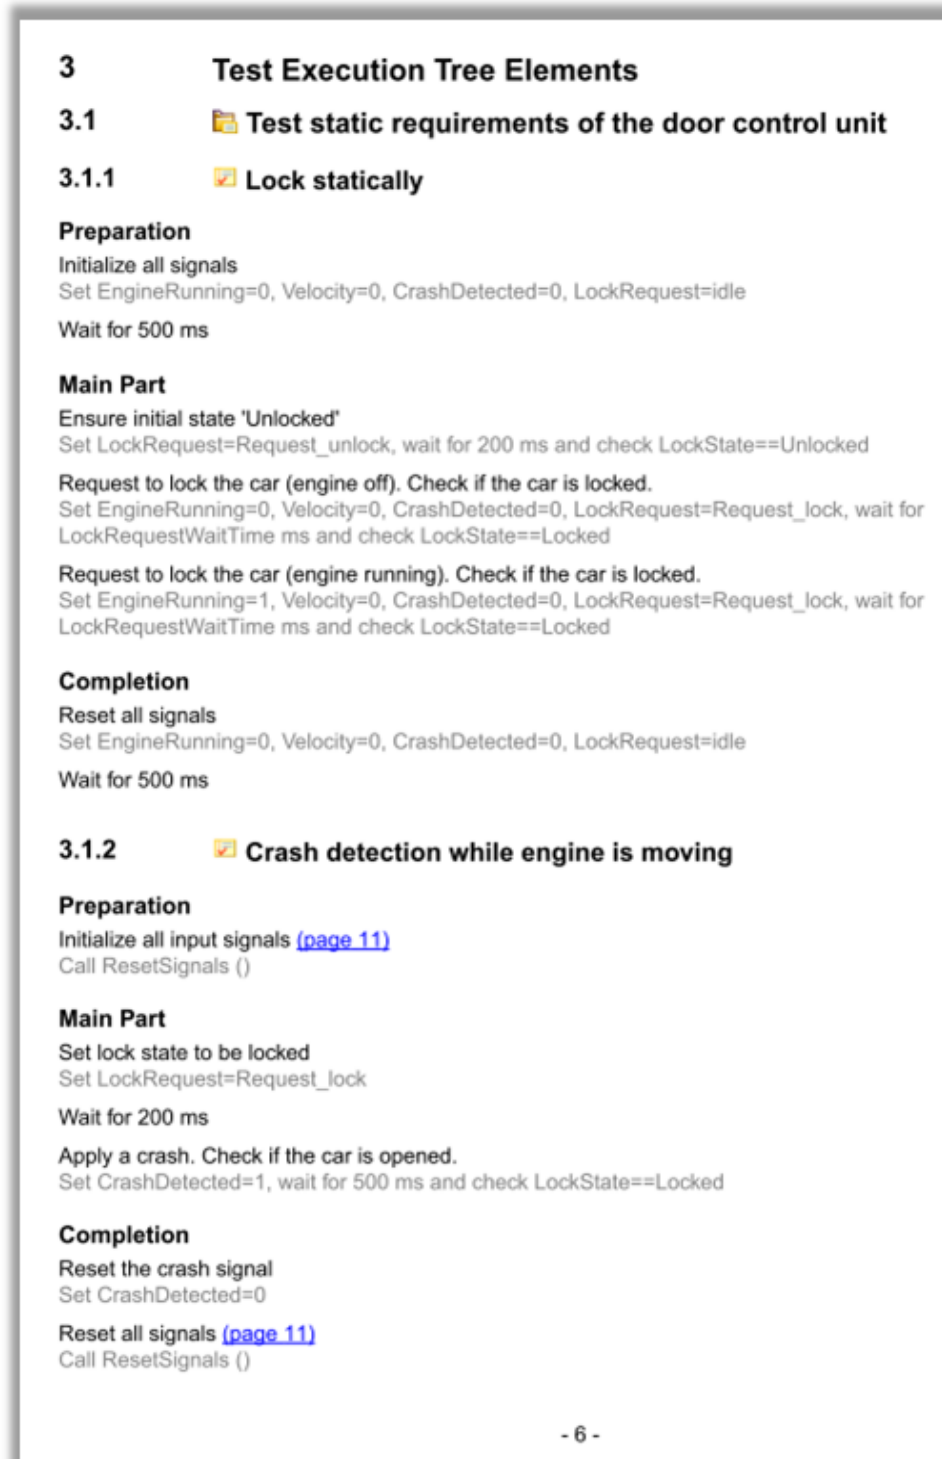 3 Test Execution Tree Elements
3.1 Test static requirements of the door control unit
3.1.1 Lock statically
Preparation
Initialize all signals
Set EngineRunning=0, Velocity=0, CrashDetected=0, LockRequest=idle
Wait for 500 ms
Main Part
Ensure initial state 'Unlocked'
Set LockRequest=Request_unlock, wait for 200 ms and check LockState==Unlocked
Request to lock the car (engine off). Check if the car is locked.
Set EngineRunning=0, Velocity=0, CrashDetected=0, LockRequest=Request_lock, wait for
LockRequestWaitTime ms and check LockState==Locked
Request to lock the car (engine running). Check if the car is locked.
Set EngineRunning=1, Velocity=0, CrashDetected=0, LockRequest=Request_lock, wait for
LockRequestWaitTime ms and check LockState==Locked
Completion
Reset all signals
Set EngineRunning=0, Velocity=0, CrashDetected=0, LockRequest=idle
Wait for 500 ms
3.1.2 Crash detection while engine is moving
Preparation
Initialize all input signals (page 11)
Call ResetSignals ()
Main Part
Set lock state to be locked
Set LockRequest=Request_lock
Wait for 200 ms
Apply a crash. Check if the car is opened.
Set CrashDetected=1, wait for 500 ms and check LockState==Locked
Completion
Reset the crash signal
Set CrashDetected=0
Reset all signals (page 11)
Call ResetSignals ()
- 6 -